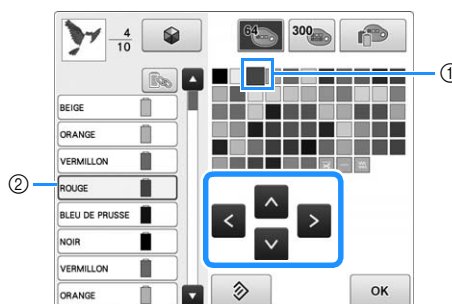 4
10
64
300
①
BEIGE
ORANGE
VERMILLON
② ROUGE
BLEU DE PRUSSE
NOIR
VERMILLON
ORANGE
OK